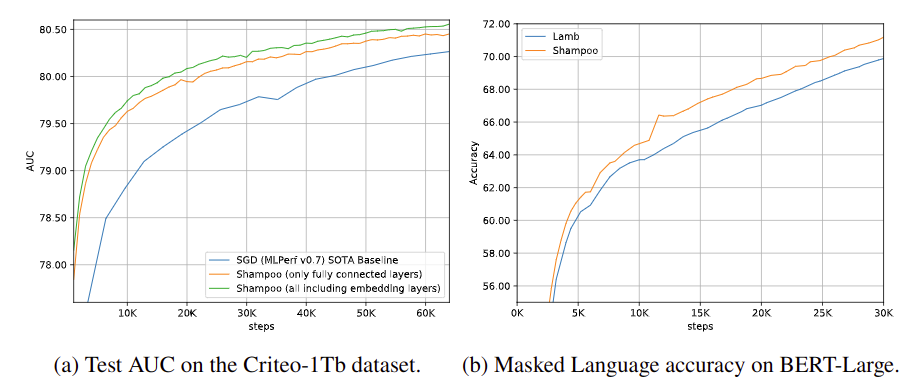 80.50
80.00
79.50
79.00
78.50
78.00
AUC
10K 20K 30K 40K 50K 60K
steps
SGD (MLPerf v0.7) SOTA Baseline
Shampoo (only fully connected layers)
Shampoo (all including embedding layers)
(a) Test AUC on the Criteo-1Tb dataset.
72.00
70.00
68.00
66.00
64.00
62.00
60.00
58.00
56.00
Accuracy
Lamb
Shampoo
0K 5K 10K 15K 20K 25K 30K
steps
(b) Masked Language accuracy on BERT-Large.